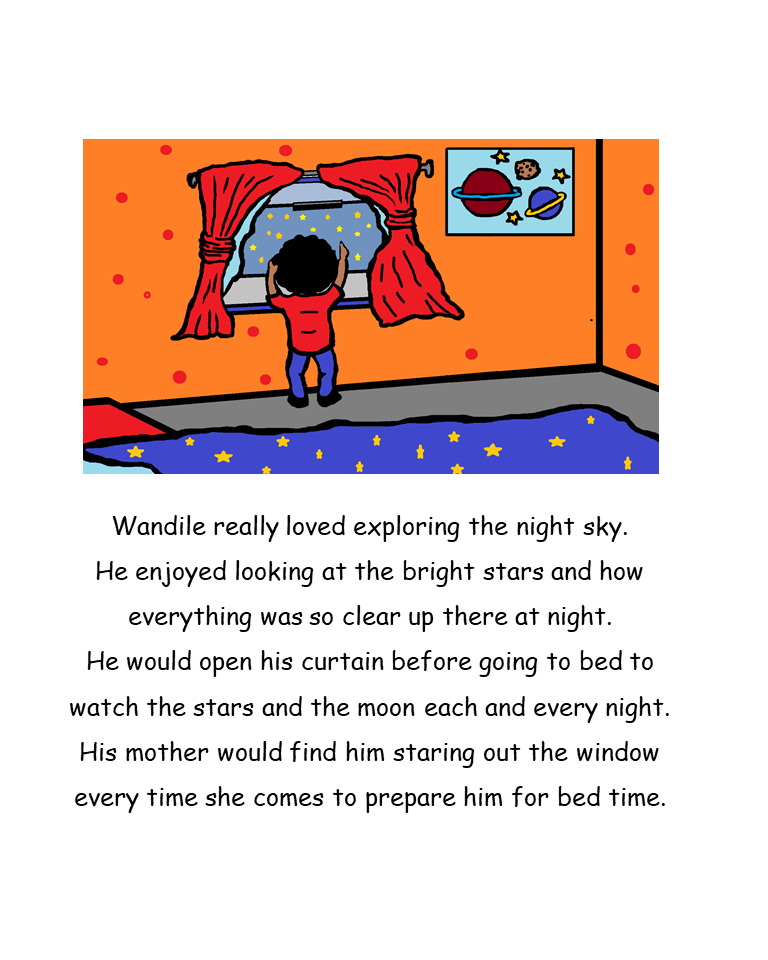 Wandile really loved exploring the night sky.
He enjoyed looking at the bright stars and how
everything was so clear up there at night.
He would open his curtain before going to bed to
watch the stars and the moon each and every night.
His mother would find him staring out the window
every time she comes to prepare him for bed time.